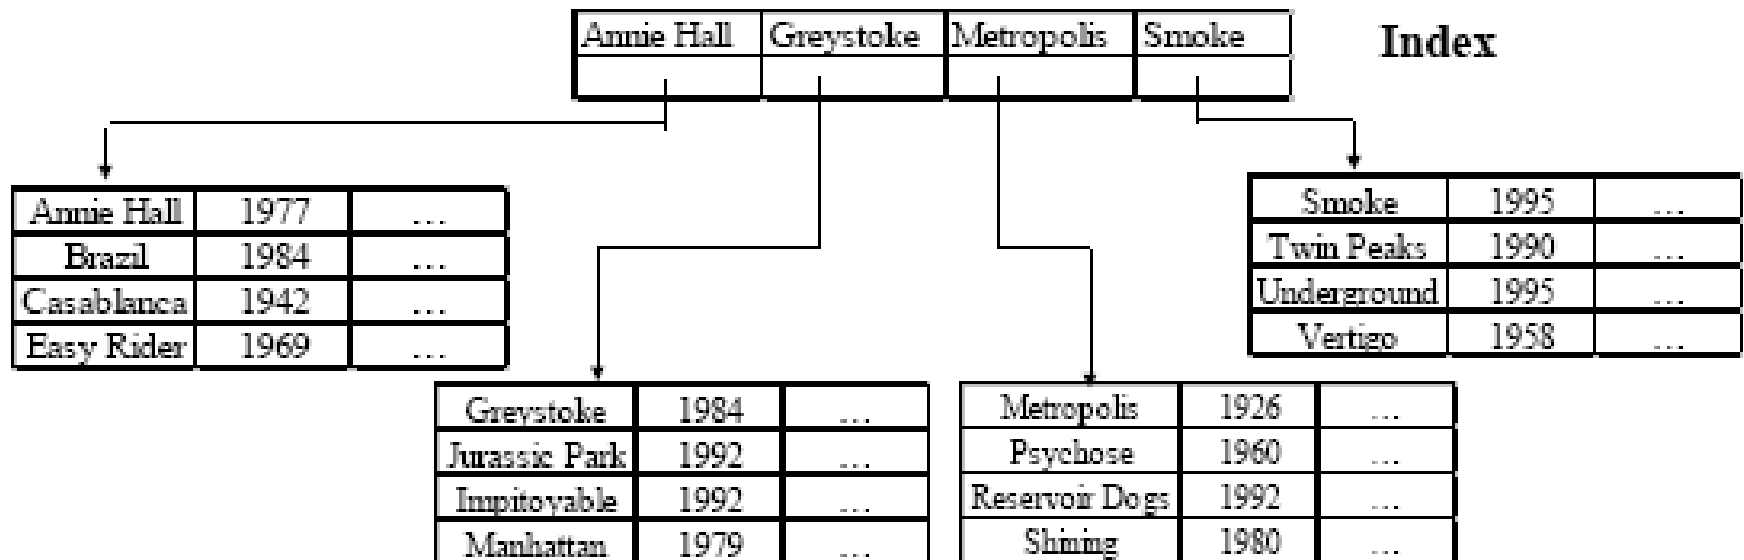 Annie Hall Greystoke Metropolis Smoke
Index
Annie Hall 1977 ...
Brazil 1984 ...
Casablanca 1942 ...
Easy Rider 1969 ...
Greystoke 1984 ...
Jurassic Park 1992 ...
Impitoyable 1992 ...
Manhattan 1979 ...
Metropolis 1926 ...
Psychose 1960 ...
Reservoir Dogs 1992 ...
Shining 1980 ...
Smoke 1995 ...
Twin Peaks 1990 ...
Underground 1995 ...
Vertigo 1958 ...